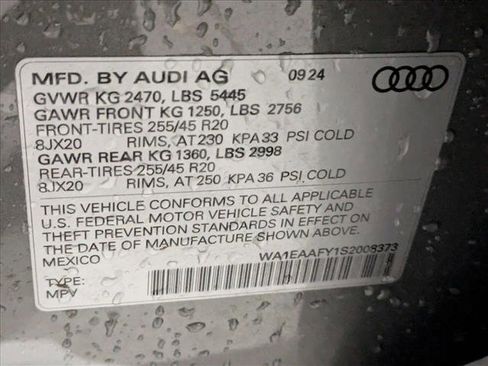 MFD. BY AUDI AG 09 24
GVWR KG 2470, LBS 5445
GAWR FRONT KG 1250, LBS 2756
FRONT-TIRES 255/45 R20
8JX20 RIMS, AT 230 KPA 33 PSI COLD
GAWR REAR KG 1360, LBS 2998
REAR-TIRES 255/45 R20
8JX20 RIMS, AT 250 KPA 36 PSI COLD
THIS VEHICLE CONFORMS TO ALL APPLICABLE
U.S. FEDERAL MOTOR VEHICLE SAFETY AND
THEFT PREVENTION STANDARDS IN EFFECT ON
THE DATE OF MANUFACTURE SHOWN ABOVE.
MEXICO
WA1EAAFY1S2008373
TYPE:
MPV